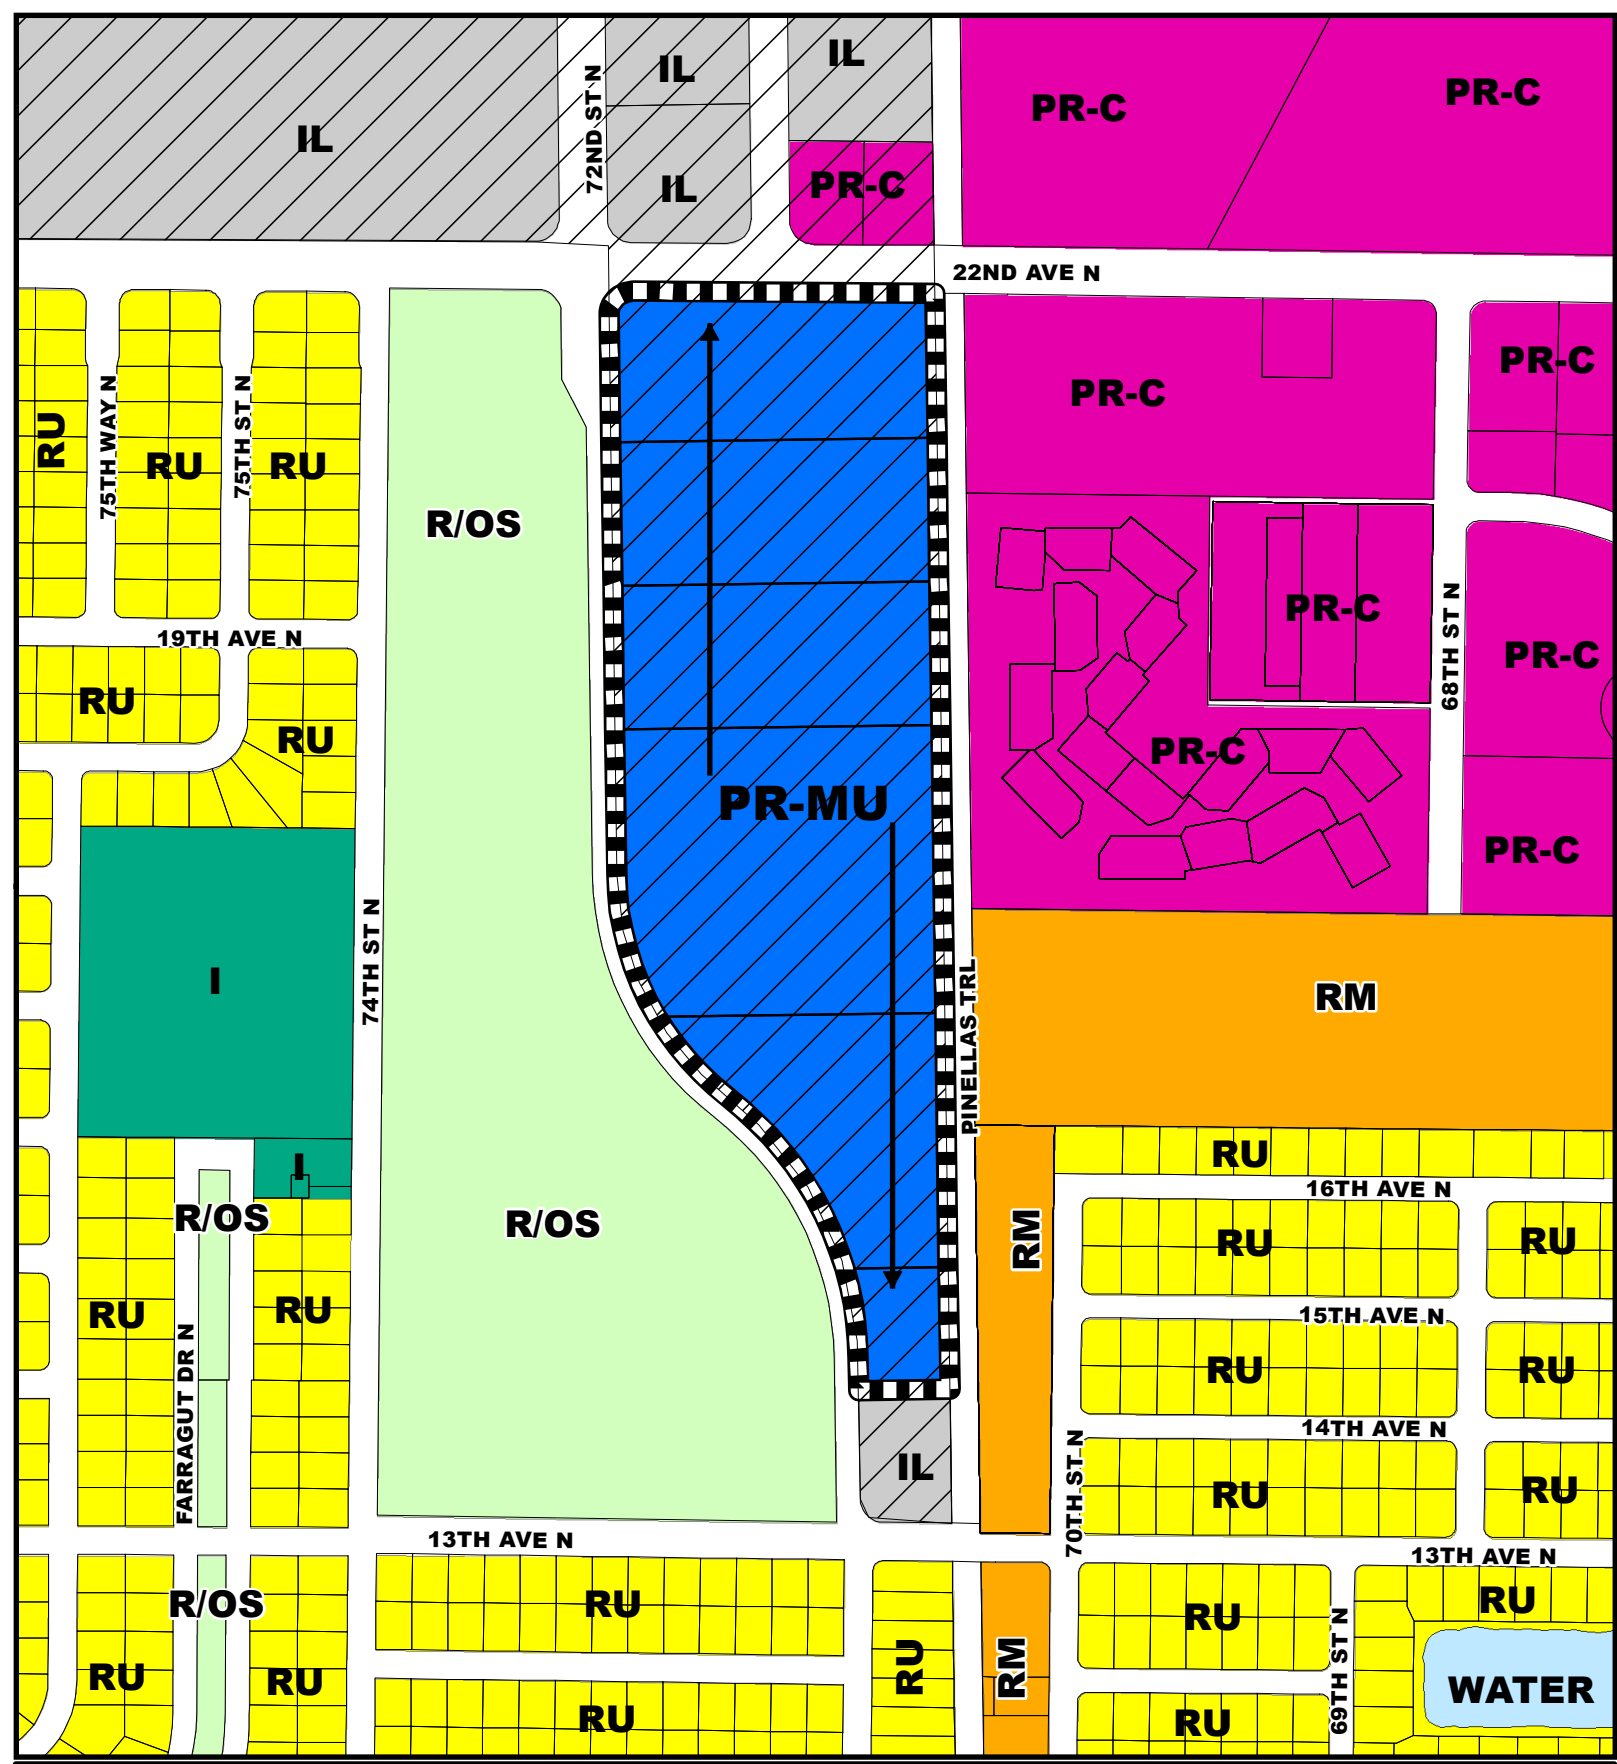 IL
IL
PR-C
PR-C
IL
72ND ST N
IL
PR-C
22ND AVE N
PR-C
PR-C
RU
75TH WAY N
RU
75TH ST N
RU
R/OS
PR-C
68TH ST N
PR-C
19TH AVE N
RU
RU
PR-C
PR-MU
PR-C
I
74TH ST N
PINELLAS TRL
RM
I
RU
16TH AVE N
R/OS
R/OS
RM
RU
RU
RU
RU
15TH AVE N
FARRAGUT DR N
RU
RU
14TH AVE N
IL
70TH ST N
RU
RU
13TH AVE N
13TH AVE N
R/OS
RU
RU
RU
RU
RU
RU
RM
69TH ST N
WATER
RU
RU